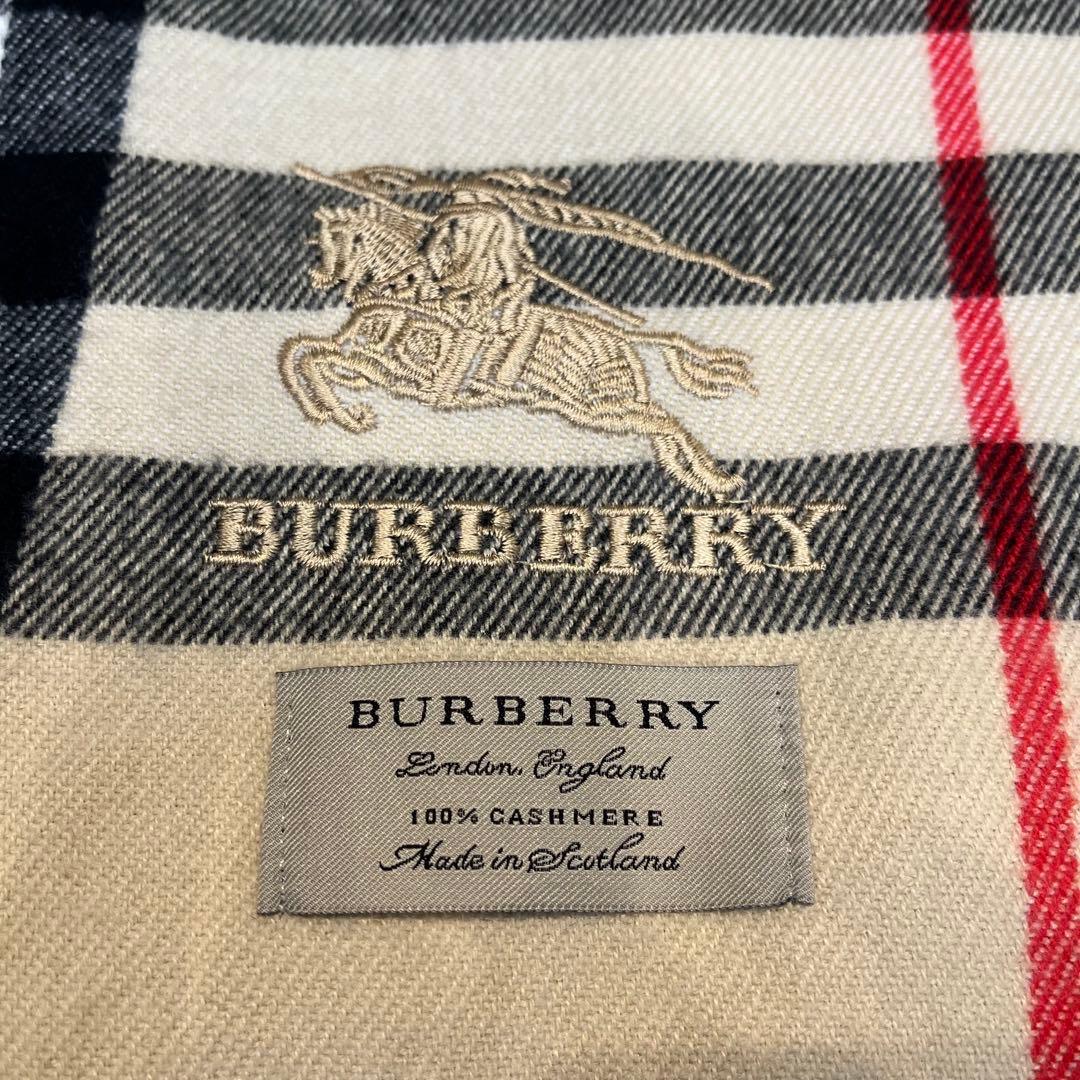 BURBERRY
BURBERRY
London, England
100% CASHMERE
Made in Scotland